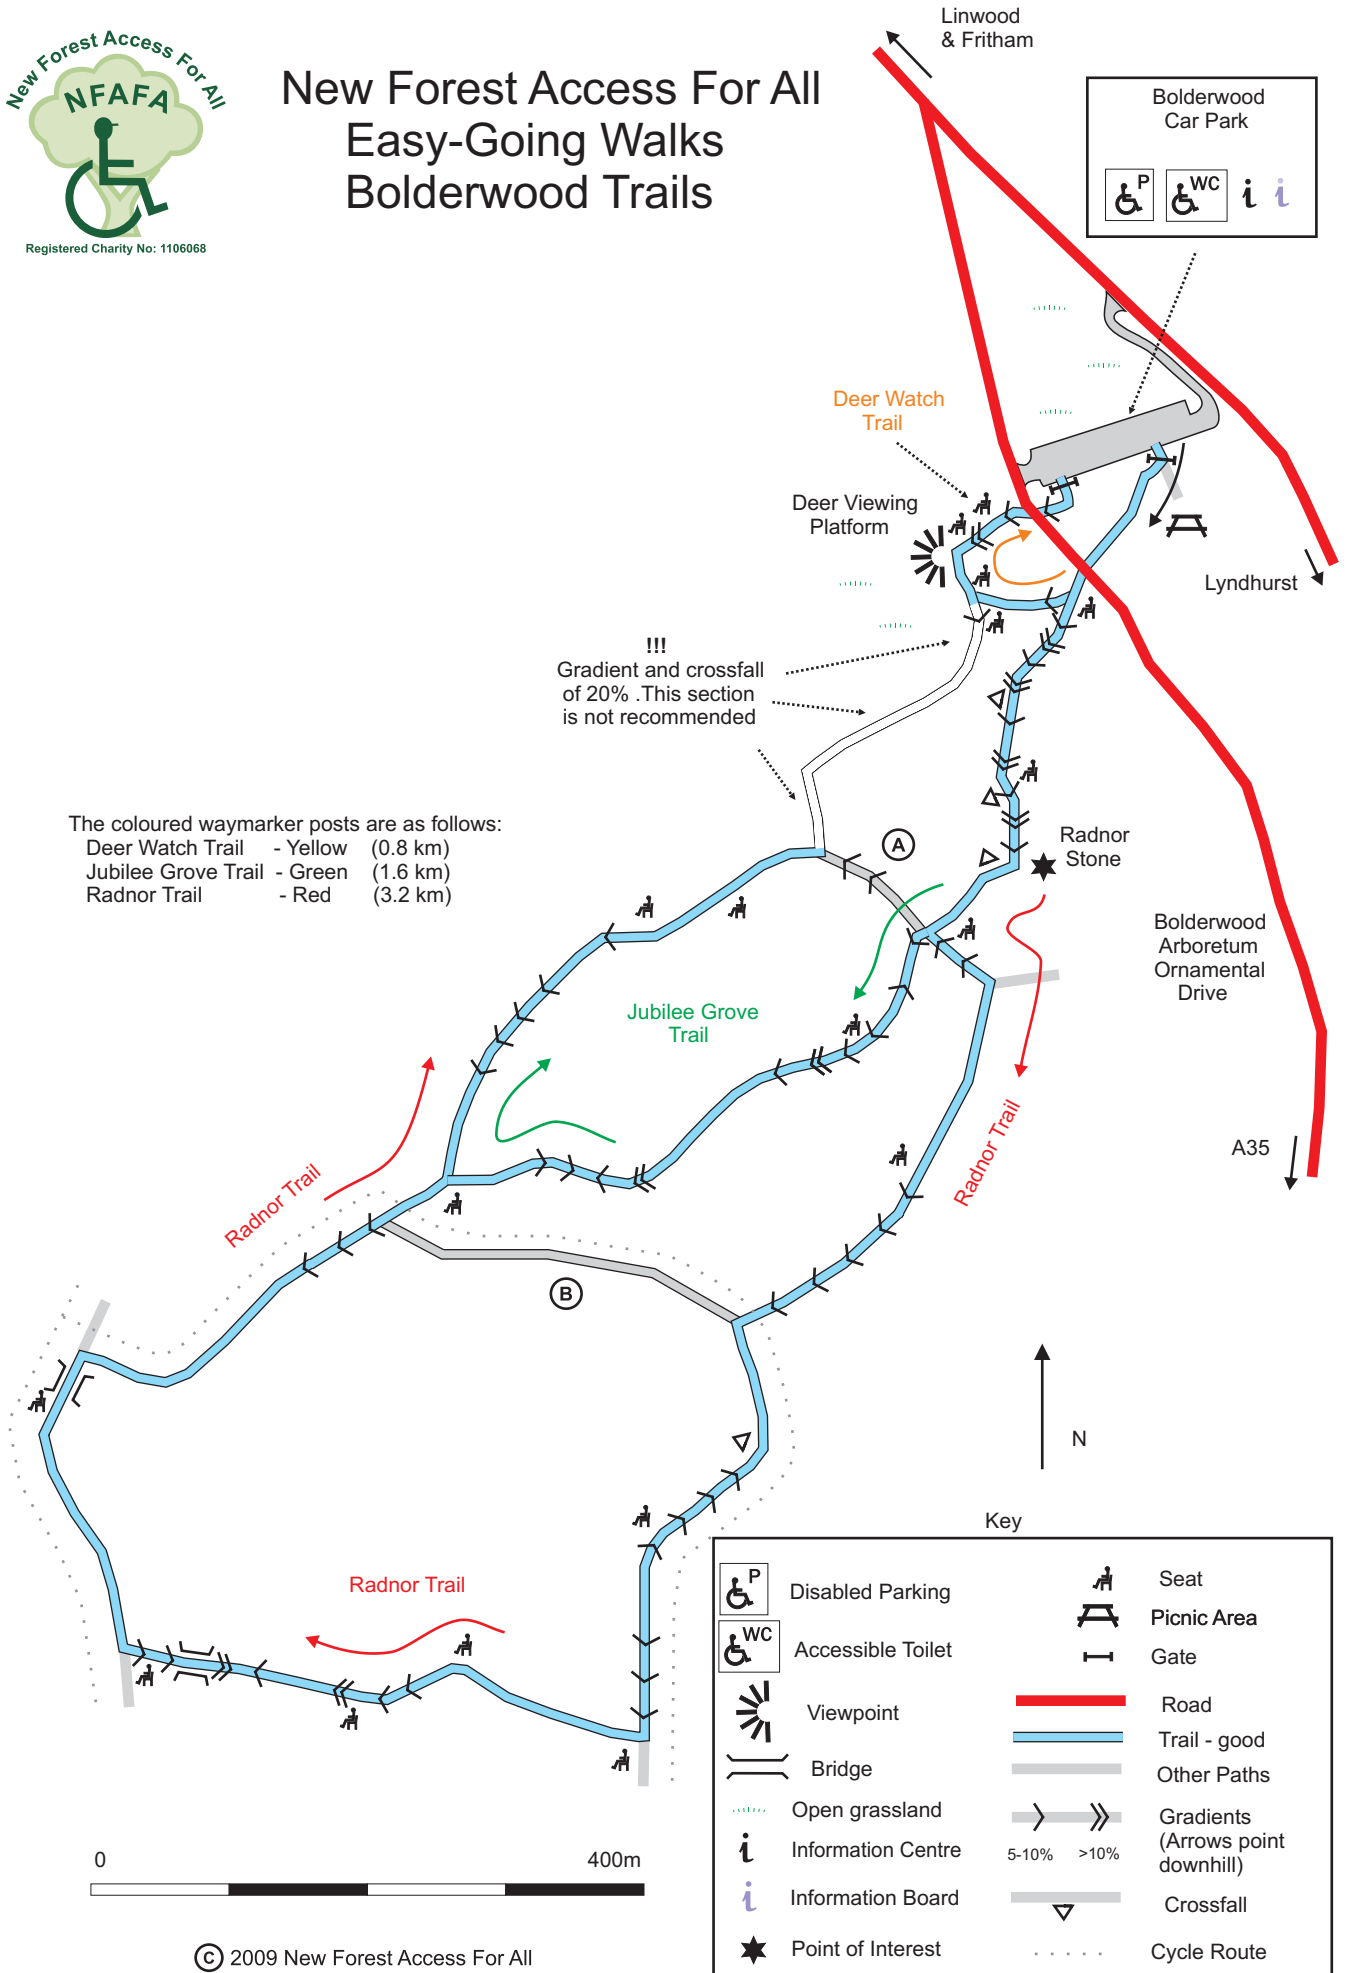 New Forest Access For All
NFAFA
Registered Charity No: 1106068
New Forest Access For All
Easy-Going Walks
Bolderwood Trails
Linwood
& Fritham
Bolderwood
Car Park
P
WC
i
i
Deer Watch
Trail
Deer Viewing
Platform
Lyndhurst
!!!
Gradient and crossfall
of 20% .This section
is not recommended
The coloured waymarker posts are as follows:
Deer Watch Trail - Yellow (0.8 km)
Jubilee Grove Trail - Green (1.6 km)
Radnor Trail - Red (3.2 km)
A
Radnor
Stone
Bolderwood
Arboretum
Ornamental
Drive
Jubilee Grove
Trail
Radnor Trail
A35
Radnor Trail
B
N
Radnor Trail
Key
P
Disabled Parking
WC
Accessible Toilet
Viewpoint
Bridge
Open grassland
i
Information Centre
i
Information Board
Point of Interest
Seat
Picnic Area
Gate
Road
Trail - good
Other Paths
Gradients
(Arrows point
downhill)
5-10% >10%
Crossfall
Cycle Route
0 400m
C 2009 New Forest Access For All